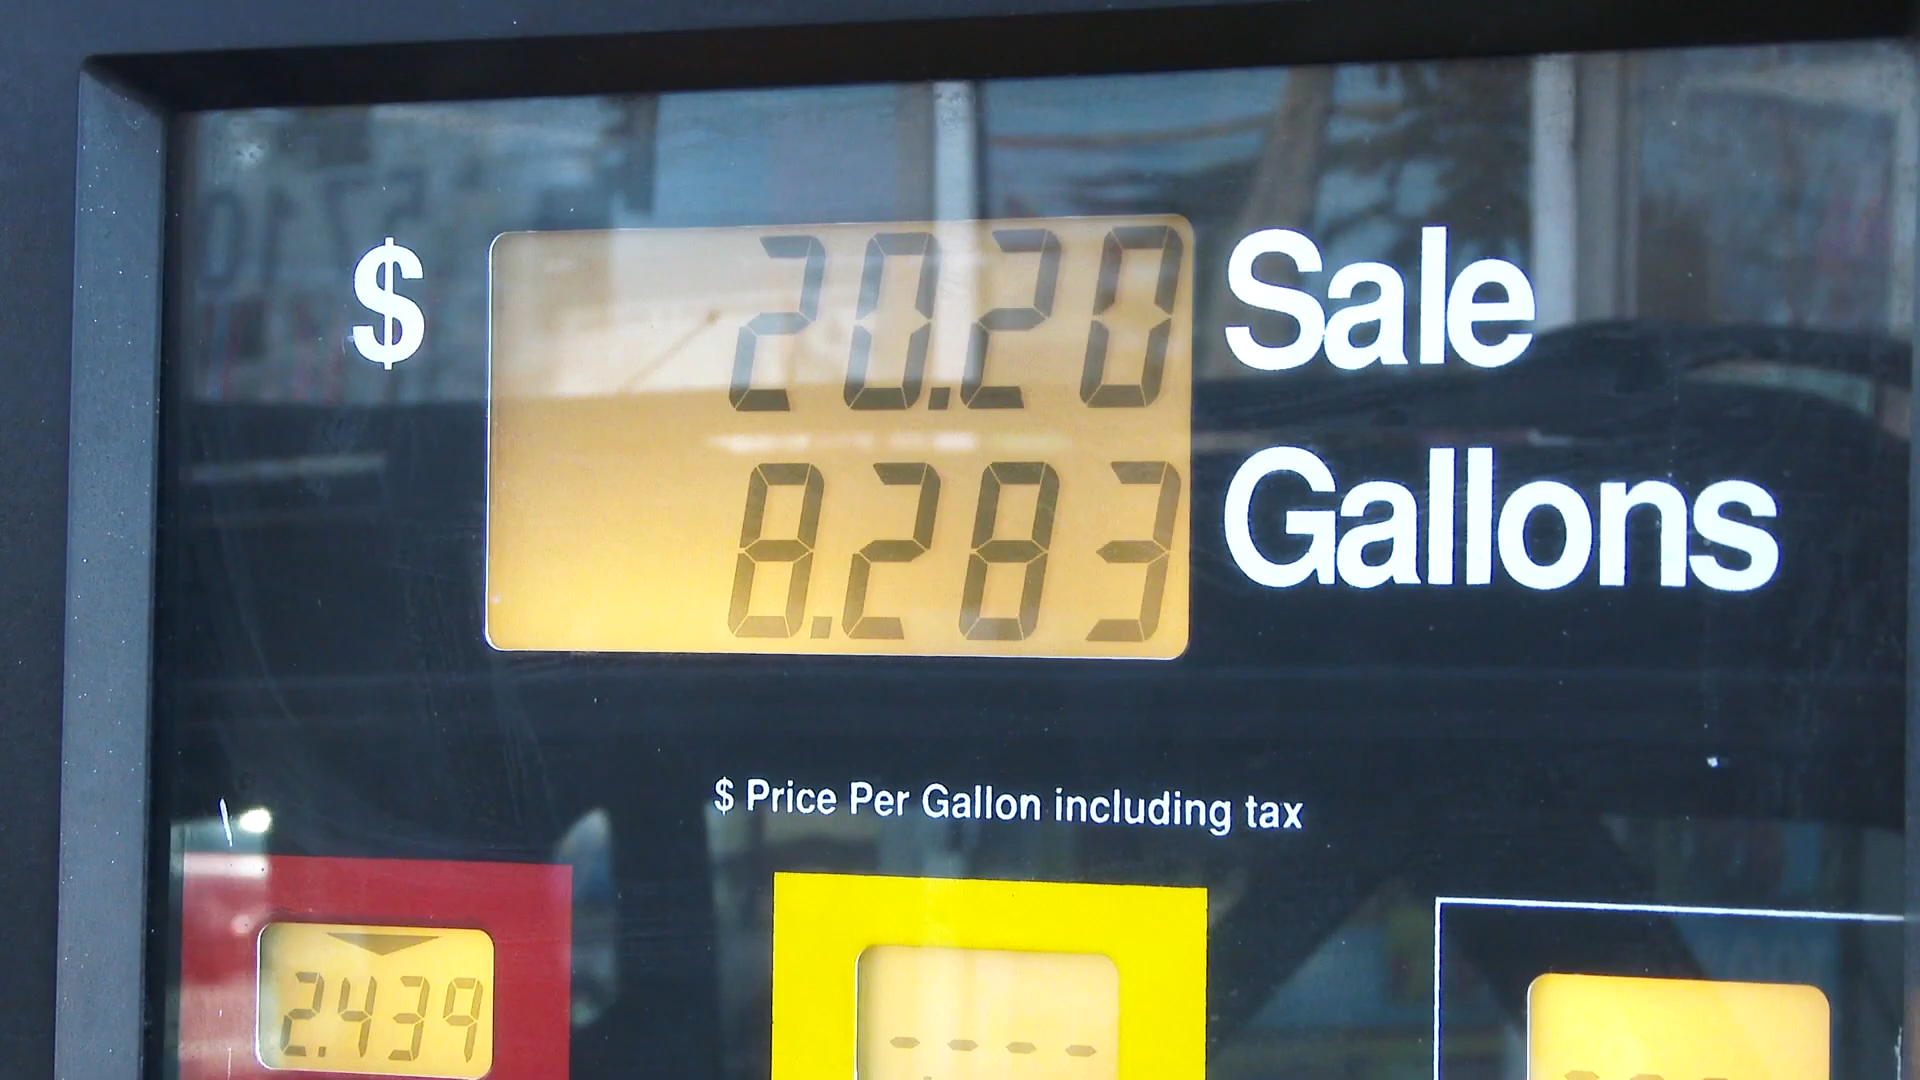 $ 20.20 Sale
8.283 Gallons
$ Price Per Gallon including tax
2.439
- - - -